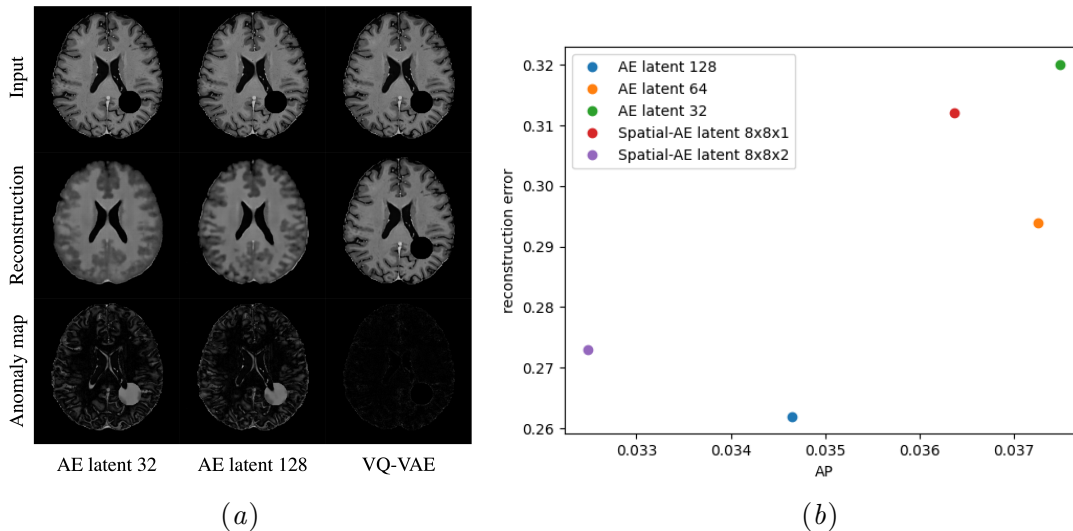 Input
Reconstruction
Anomaly map
AE latent 32
AE latent 128
VQ-VAE
(a)
AE latent 128
AE latent 64
AE latent 32
Spatial-AE latent 8x8x1
Spatial-AE latent 8x8x2
reconstruction error
0.32
0.31
0.30
0.29
0.28
0.27
0.26
0.033
0.034
0.035
0.036
0.037
AP
(b)